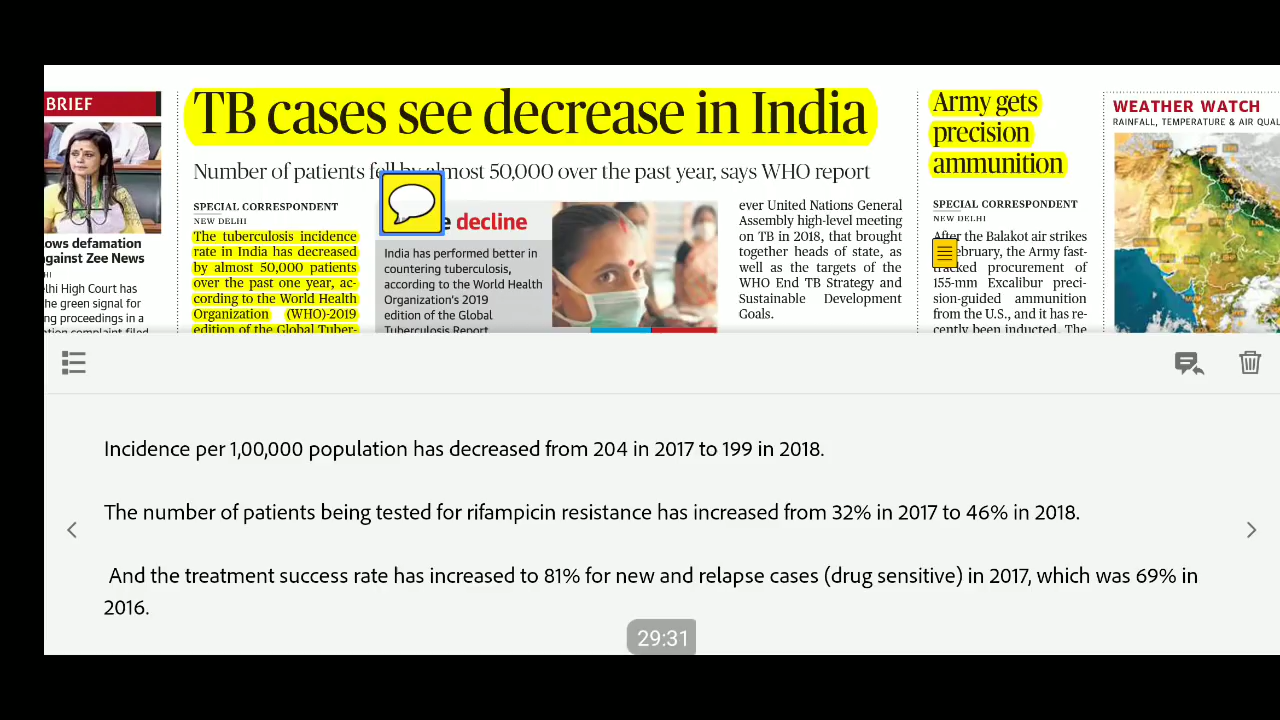 BRIEF
ows defamation
gainst Zee News
lhi High Court has
he green signal for
ng proceedings in a
TB cases see decrease in India
Number of patients fell by almost 50,000 over the past year, says WHO report
SPECIAL CORRESPONDENT
NEW DELHI
The tuberculosis incidence
rate in India has decreased
by almost 50,000 patients
over the past one year, ac-
cording to the World Health
Organization (WHO)-2019
edition of the Global Tuber-
decline
India has performed better in
countering tuberculosis,
according to the World Health
Organization's 2019
edition of the Global
Tuberculosis Report
ever United Nations General
Assembly high-level meeting
on TB in 2018, that brought
together heads of state, as
well as the targets of the
WHO End TB Strategy and
Sustainable Development
Goals.
Army gets
precision
ammunition
SPECIAL CORRESPONDENT
NEW DELHI
After the Balakot air strikes
February, the Army fast-
tracked procurement of
155-mm Excalibur preci-
sion-guided ammunition
from the U.S., and it has re-
cently been inducted. The
WEATHER WATCH
RAINFALL, TEMPERATURE & AIR QUAL
Incidence per 1,00,000 population has decreased from 204 in 2017 to 199 in 2018.
The number of patients being tested for rifampicin resistance has increased from 32% in 2017 to 46% in 2018.
And the treatment success rate has increased to 81% for new and relapse cases (drug sensitive) in 2017, which was 69% in
2016.
29:31